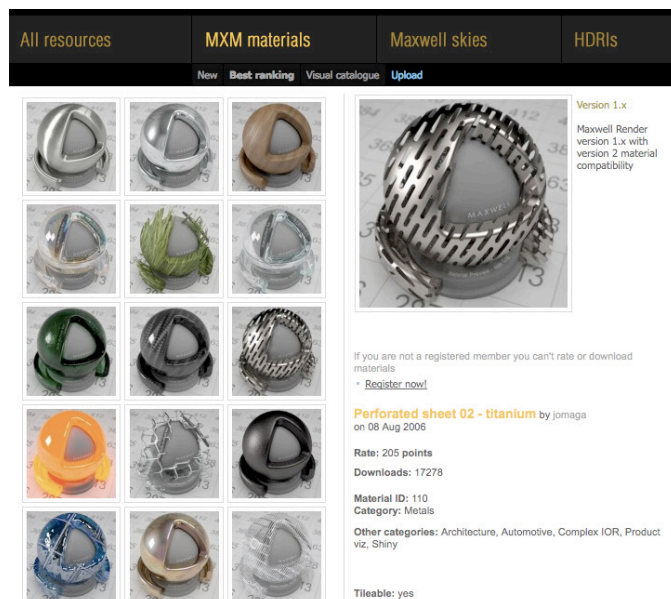 All resources
MXM materials
Maxwell skies
HDRIs
New
Best ranking
Visual catalogue
Upload
Version 1.x
Maxwell Render
version 1.x with
version 2 material
compatibility
MAXWELL
If you are not a registered member you can't rate or download
materials
Register now!
Perforated sheet 02 - titanium by jomaga
on 08 Aug 2006
Rate: 205 points
Downloads: 17278
Material ID: 110
Category: Metals
Other categories: Architecture, Automotive, Complex IOR, Product
viz, Shiny
Tileable: yes